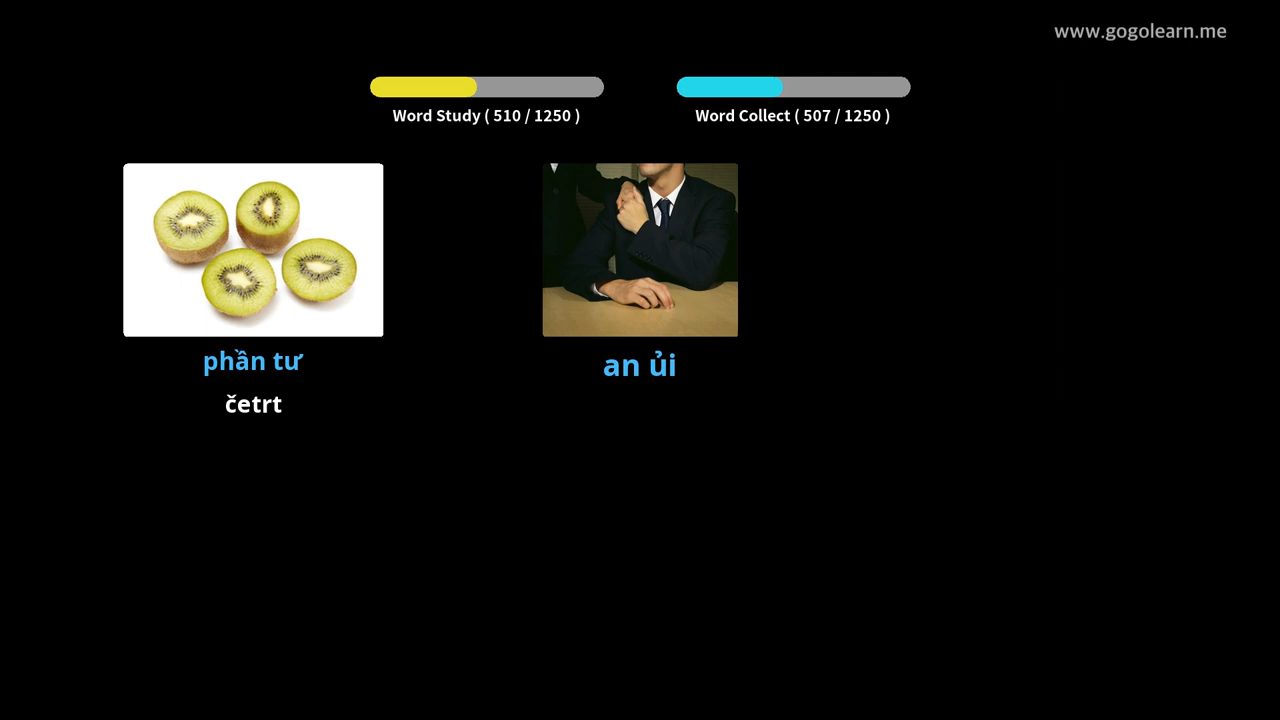 www.gogolearn.me
Word Study ( 510 / 1250 )
Word Collect ( 507 / 1250 )
phần tư
četrt
an ủi